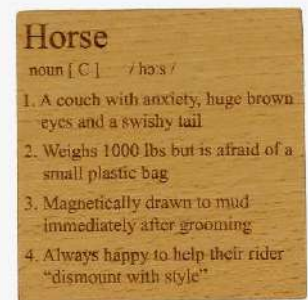 Horse
noun [ C ] / hɔːs /
1. A couch with anxiety, huge brown
eyes and a swishy tail
2. Weighs 1000 lbs but is afraid of a
small plastic bag
3. Magnetically drawn to mud
immediately after grooming
4. Always happy to help their rider
“dismount with style”